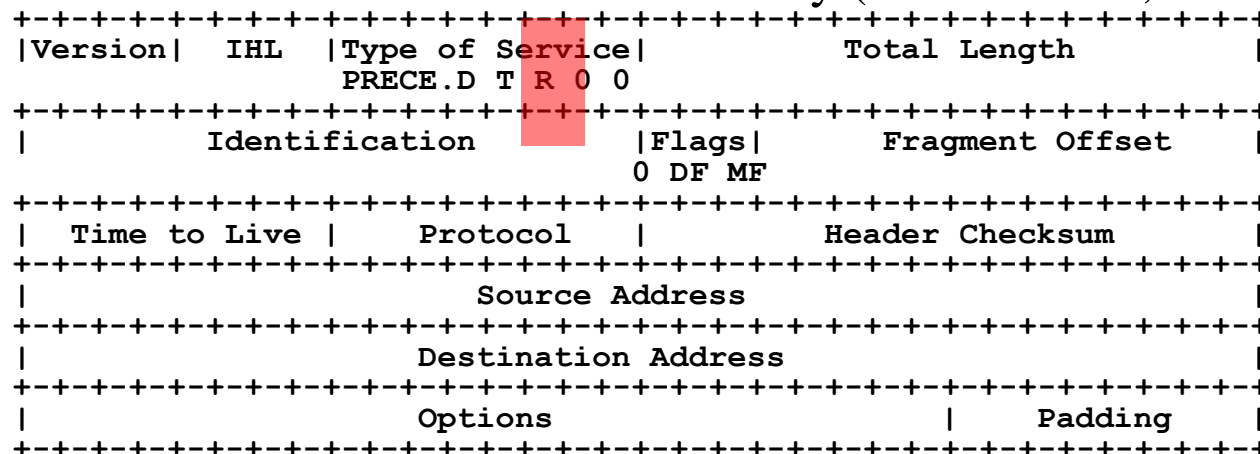 +-+-+-+-+-+-+-+-+-+-+-+-+-+-+-+-+-+-+-+-+-+-+-+-+-+-+-+-+-+-+-+-+
|Version| IHL |Type of Service| Total Length |
PRECE.D T R 0 0
+-+-+-+-+-+-+-+-+-+-+-+-+-+-+-+-+-+-+-+-+-+-+-+-+-+-+-+-+-+-+-+-+
| Identification |Flags| Fragment Offset |
0 DF MF
+-+-+-+-+-+-+-+-+-+-+-+-+-+-+-+-+-+-+-+-+-+-+-+-+-+-+-+-+-+-+-+-+
| Time to Live | Protocol | Header Checksum |
+-+-+-+-+-+-+-+-+-+-+-+-+-+-+-+-+-+-+-+-+-+-+-+-+-+-+-+-+-+-+-+-+
| Source Address |
+-+-+-+-+-+-+-+-+-+-+-+-+-+-+-+-+-+-+-+-+-+-+-+-+-+-+-+-+-+-+-+-+
| Destination Address |
+-+-+-+-+-+-+-+-+-+-+-+-+-+-+-+-+-+-+-+-+-+-+-+-+-+-+-+-+-+-+-+-+
| Options | Padding |
+-+-+-+-+-+-+-+-+-+-+-+-+-+-+-+-+-+-+-+-+-+-+-+-+-+-+-+-+-+-+-+-+